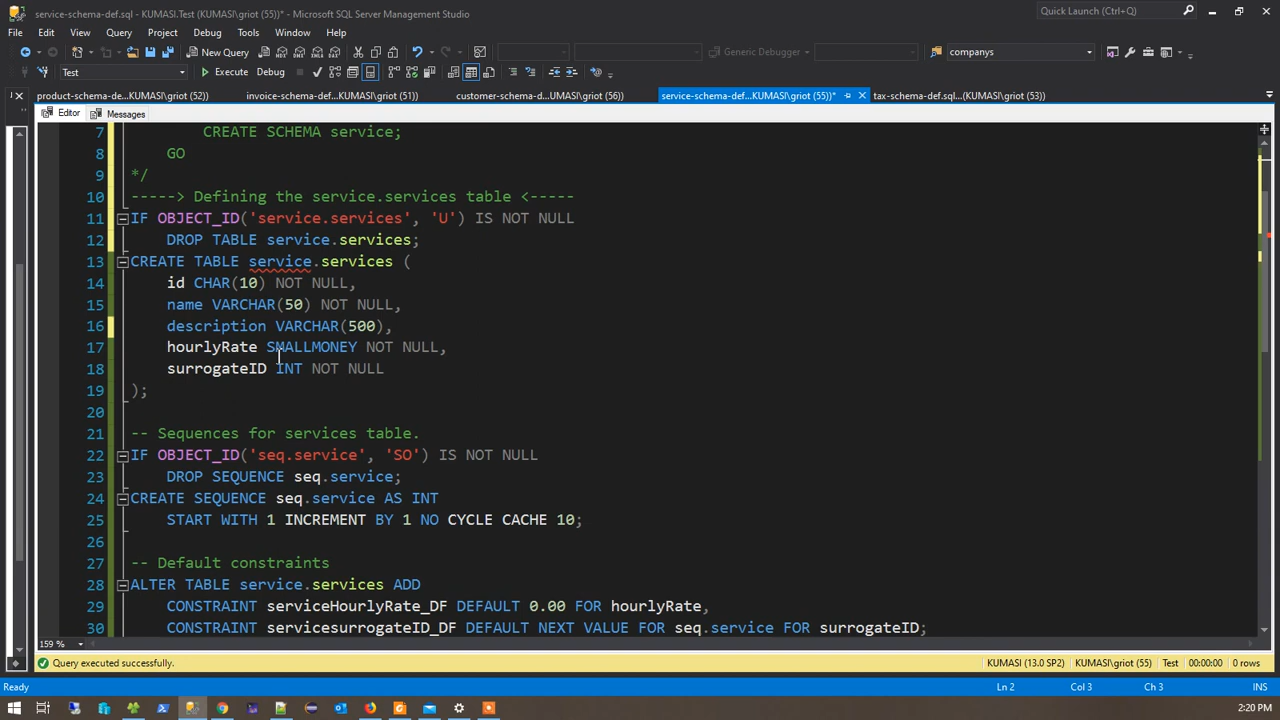 service-schema-def.sql - KUMASI.Test (KUMASI\griot (55))* - Microsoft SQL Server Management Studio
Quick Launch (Ctrl+Q)
File Edit View Query Project Debug Tools Window Help
New Query
Generic Debugger
companys
Test
Execute Debug
product-schema-de...KUMASI\griot (52))
invoice-schema-def...KUMASI\griot (51))
customer-schema-d...UMASI\griot (56))
service-schema-def...KUMASI\griot (55))*
tax-schema-def.sql...(KUMASI\griot (53))
Editor Messages
7 CREATE SCHEMA service;
8 GO
9 */
10 -----> Defining the service.services table <-----
11 IF OBJECT_ID('service.services', 'U') IS NOT NULL
12 DROP TABLE service.services;
13 CREATE TABLE service.services (
14 id CHAR(10) NOT NULL,
15 name VARCHAR(50) NOT NULL,
16 description VARCHAR(500),
17 hourlyRate SMALLMONEY NOT NULL,
18 surrogateID INT NOT NULL
19 );
20
21 -- Sequences for services table.
22 IF OBJECT_ID('seq.service', 'SO') IS NOT NULL
23 DROP SEQUENCE seq.service;
24 CREATE SEQUENCE seq.service AS INT
25 START WITH 1 INCREMENT BY 1 NO CYCLE CACHE 10;
26
27 -- Default constraints
28 ALTER TABLE service.services ADD
29 CONSTRAINT serviceHourlyRate_DF DEFAULT 0.00 FOR hourlyRate,
30 CONSTRAINT servicesurrogateID_DF DEFAULT NEXT VALUE FOR seq.service FOR surrogateID;
159 %
Query executed successfully.
KUMASI (13.0 SP2) KUMASI\griot (55) Test 00:00:00 0 rows
Ready Ln 2 Col 3 Ch 3 INS
2:20 PM